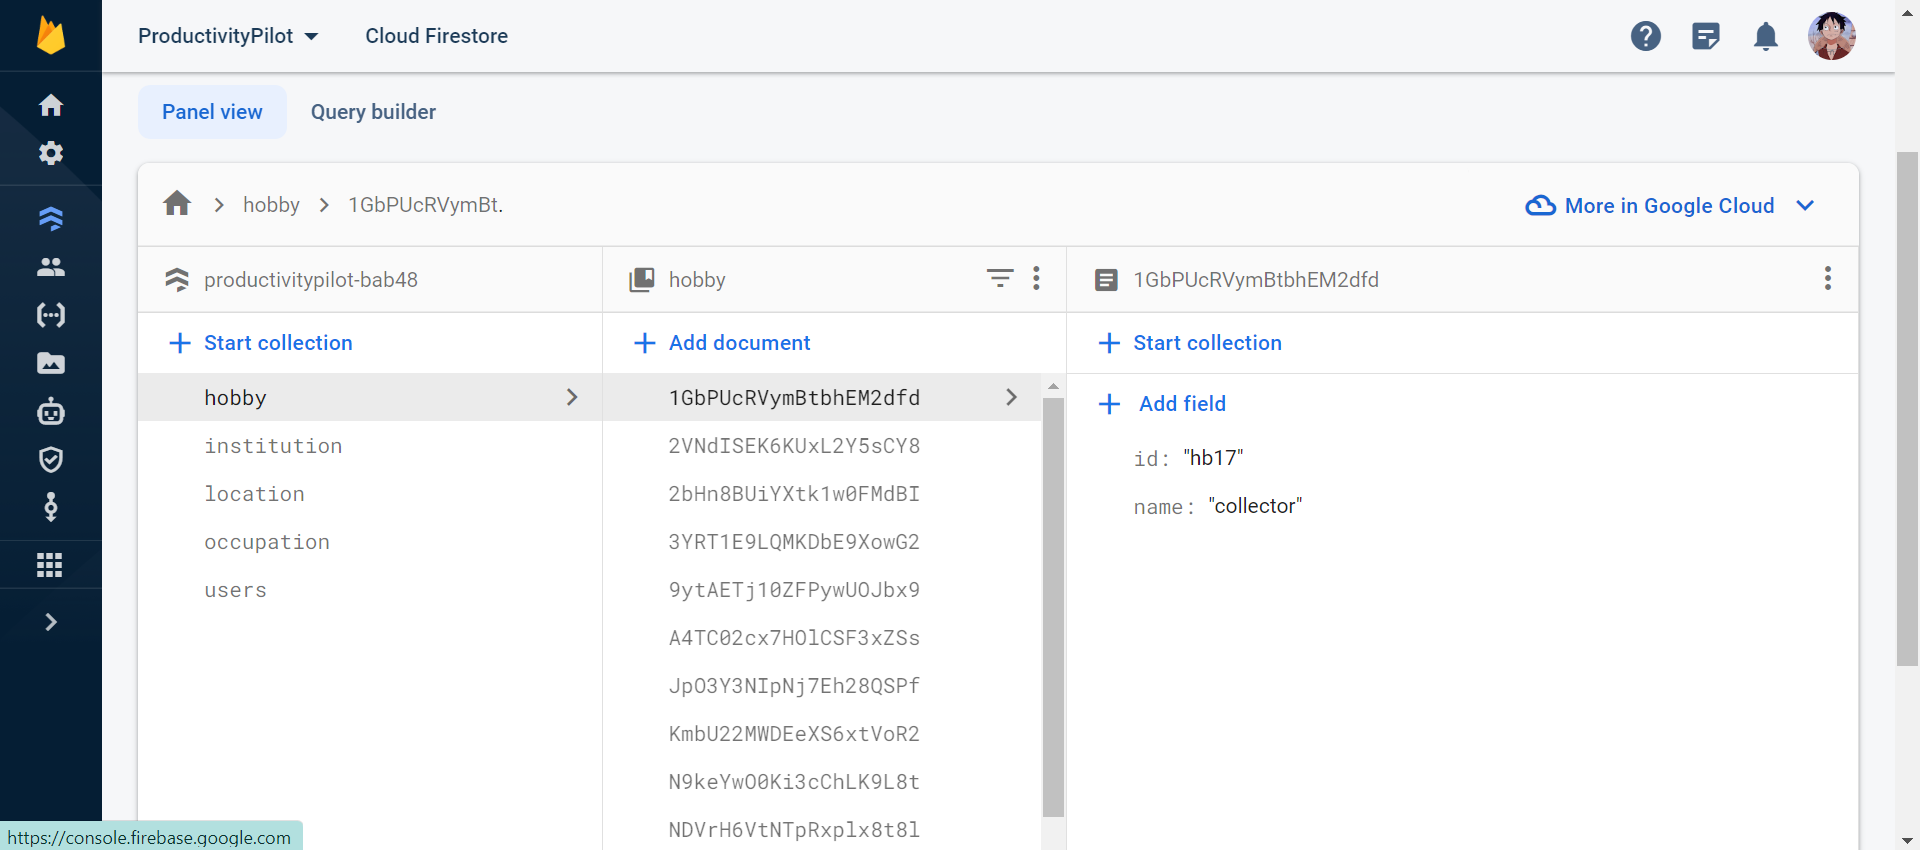 ProductivityPilot
Cloud Firestore
Panel view
Query builder
hobby
1GbPUcRVymBt.
More in Google Cloud
productivitypilot-bab48
hobby
1GbPUcRVymBtbhEM2dfd
Start collection
Add document
Start collection
hobby
institution
location
occupation
users
1GbPUcRVymBtbhEM2dfd
2VNdISEK6KUxL2Y5sCY8
2bHn8BUiYXtk1w0FMdBI
3YRT1E9LQMKDbE9XowG2
9ytAETj10ZFPywUOJbx9
A4TC02cx7HOlCSF3xZSs
JpO3Y3NIpNj7Eh28QSPf
KmbU22MWDEeXS6xtVoR2
N9keYwO0Ki3cChLK9L8t
NDVrH6VtNTpRxplx8t8l
Add field
id: "hb17"
name: "collector"
https://console.firebase.google.com